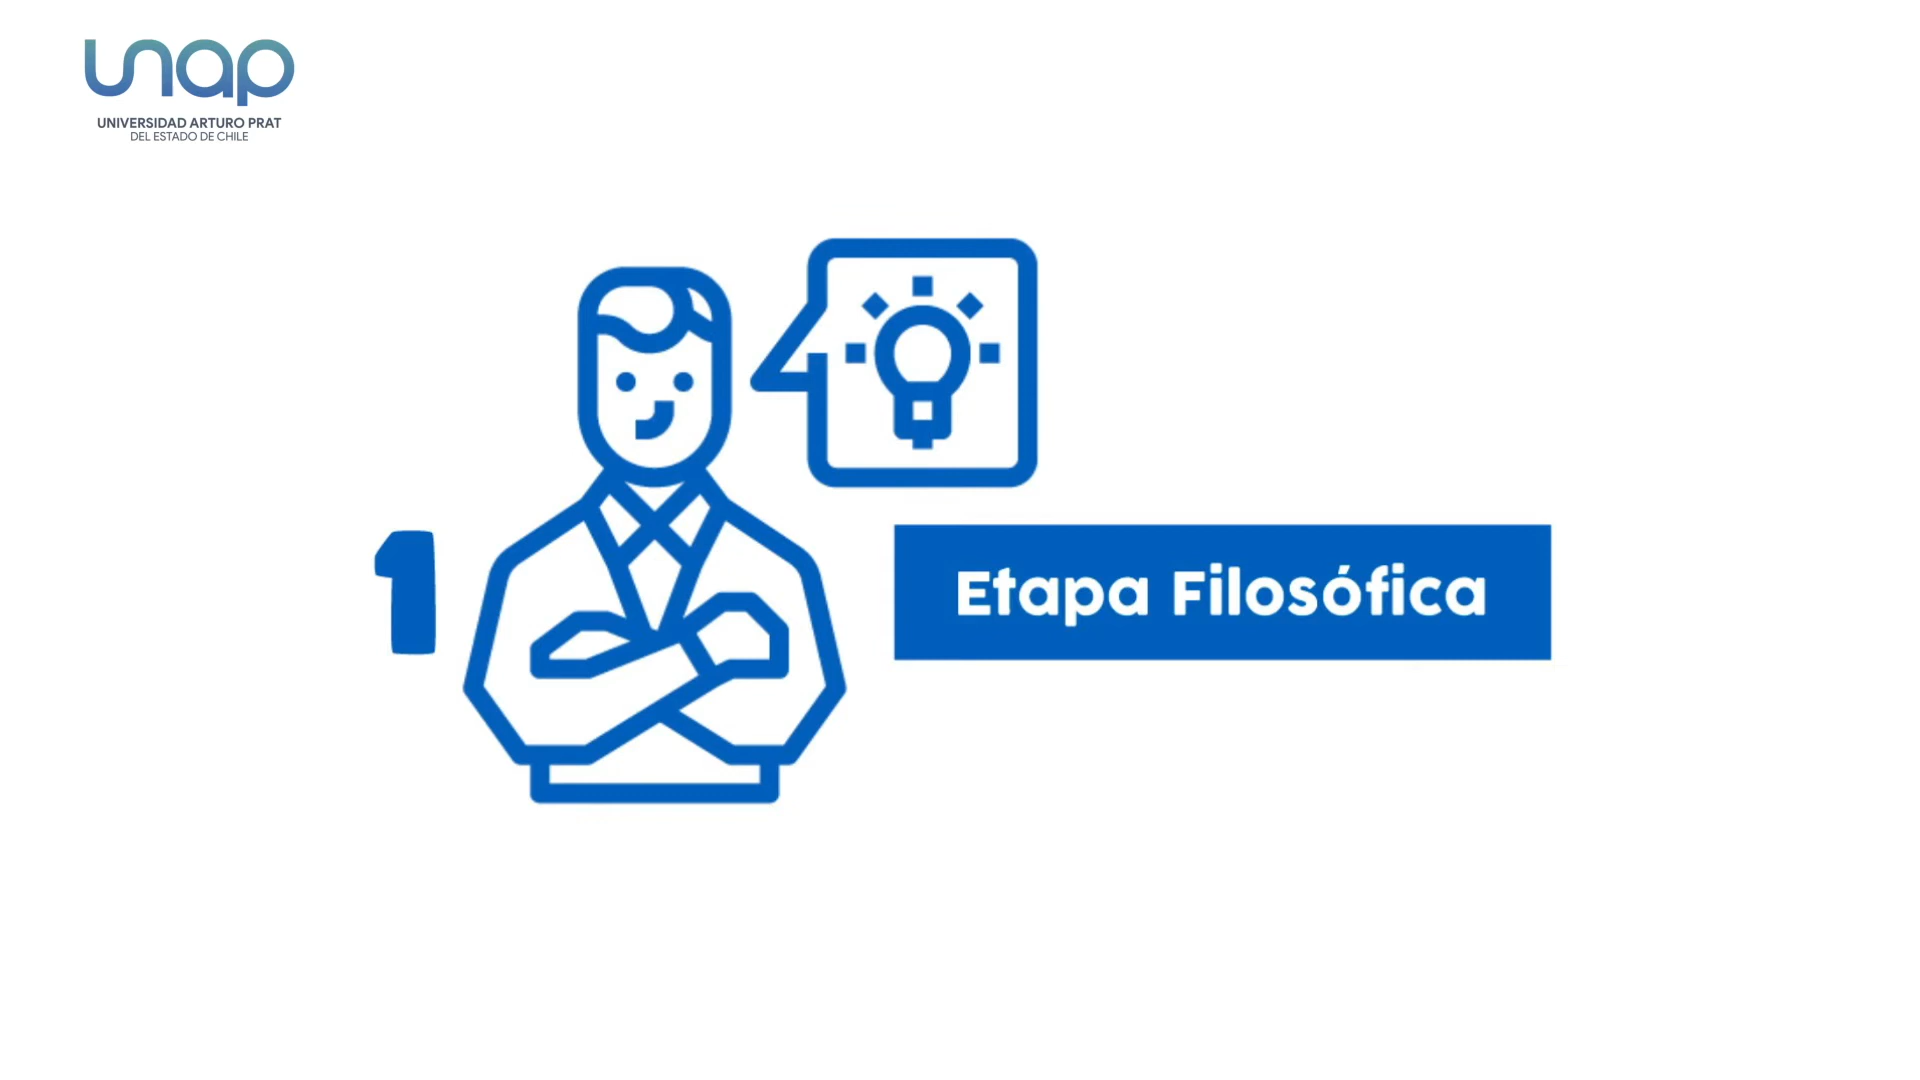 unap
UNIVERSIDAD ARTURO PRAT
DEL ESTADO DE CHILE
1
Etapa Filosófica